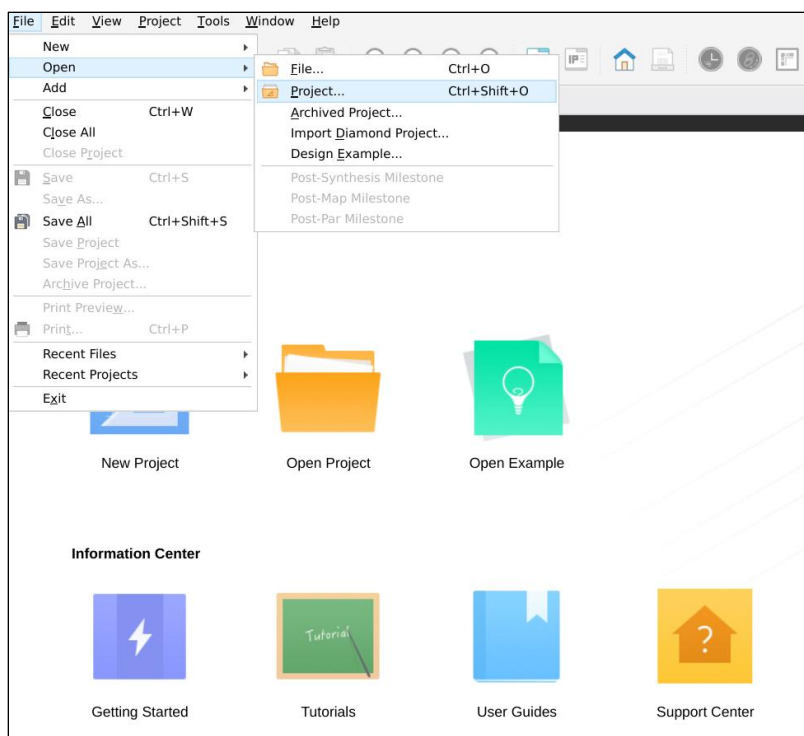 File Edit View Project Tools Window Help
New
Open
Add
Close Ctrl+W
Close All
Close Project
Save Ctrl+S
Save As...
Save All Ctrl+Shift+S
Save Project
Save Project As...
Archive Project...
Print Preview...
Print... Ctrl+P
Recent Files
Recent Projects
Exit
File... Ctrl+O
Project... Ctrl+Shift+O
Archived Project...
Import Diamond Project...
Design Example...
Post-Synthesis Milestone
Post-Map Milestone
Post-Par Milestone
IP
New Project Open Project Open Example
Information Center
Tutorial
?
Getting Started Tutorials User Guides Support Center